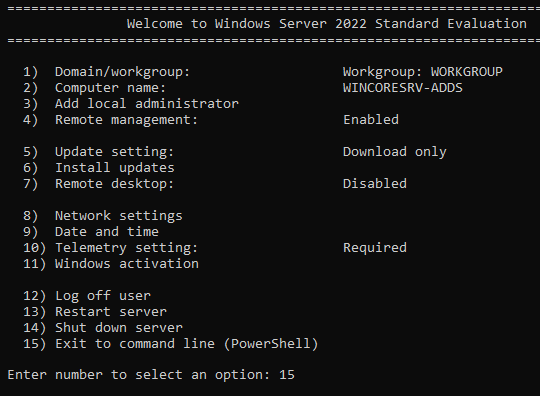 ================================================================
Welcome to Windows Server 2022 Standard Evaluation
================================================================
1) Domain/workgroup: Workgroup: WORKGROUP
2) Computer name: WINCORESRV-ADDS
3) Add local administrator
4) Remote management: Enabled
5) Update setting: Download only
6) Install updates
7) Remote desktop: Disabled
8) Network settings
9) Date and time
10) Telemetry setting: Required
11) Windows activation
12) Log off user
13) Restart server
14) Shut down server
15) Exit to command line (PowerShell)
Enter number to select an option: 15